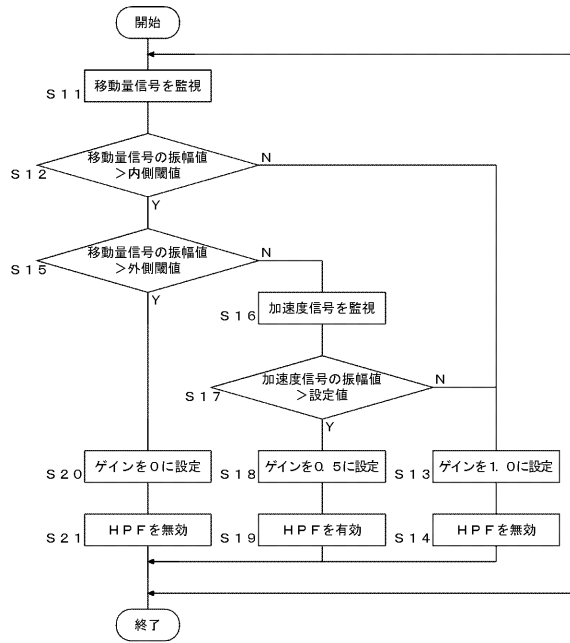 開始
移動量信号を監視
S11
移動量信号の振幅値
>内側閾値
N
S12
Y
移動量信号の振幅値
>外側閾値
N
S15
Y
加速度信号を監視
S16
加速度信号の振幅値
>設定値
N
S17
Y
ゲインを0に設定
S20
ゲインを0.5に設定
S18
ゲインを1.0に設定
S13
HPFを無効
S21
HPFを有効
S19
HPFを無効
S14
終了